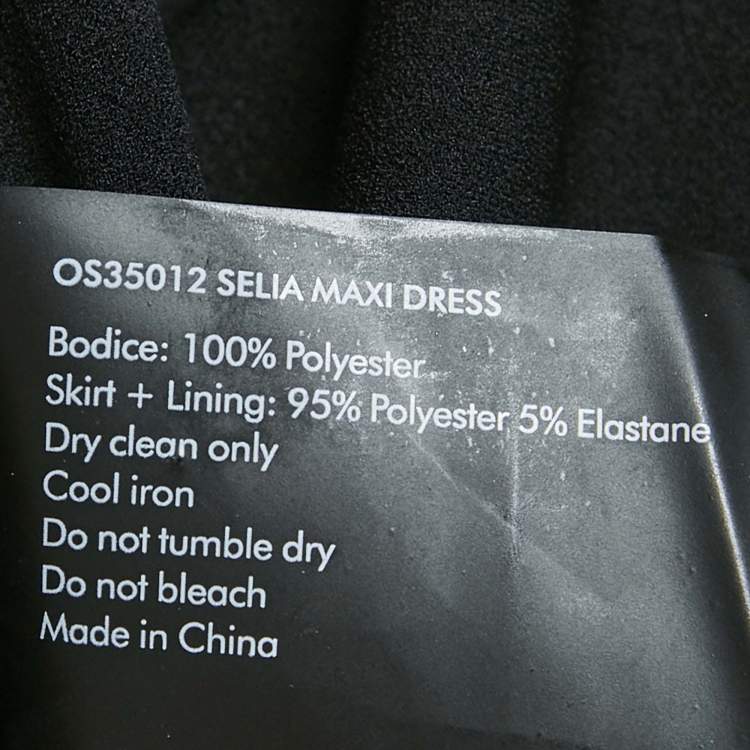 OS35012 SELIA MAXI DRESS
Bodice: 100% Polyester
Skirt + Lining: 95% Polyester 5% Elastane
Dry clean only
Cool iron
Do not tumble dry
Do not bleach
Made in China